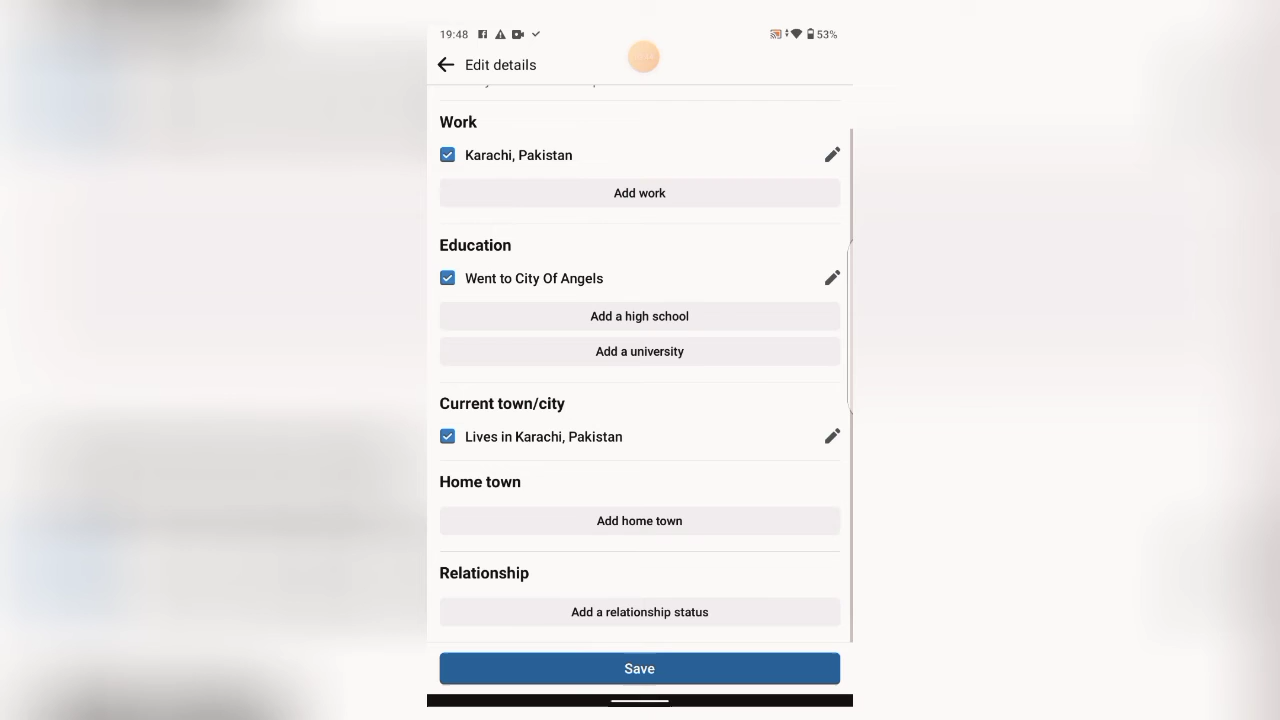 19:48 53%
Edit details
Work
Karachi, Pakistan
Add work
Education
Went to City Of Angels
Add a high school
Add a university
Current town/city
Lives in Karachi, Pakistan
Home town
Add home town
Relationship
Add a relationship status
Save